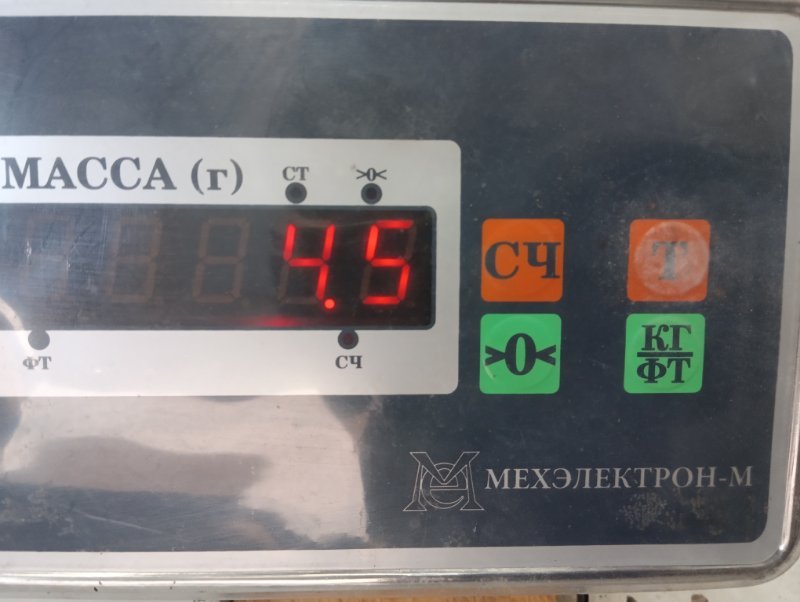 МАССА (г)
СТ >0<
4.5
ФТ СЧ
СЧ Т
>0< КГ
ФТ
МЕХЭЛЕКТРОН-М